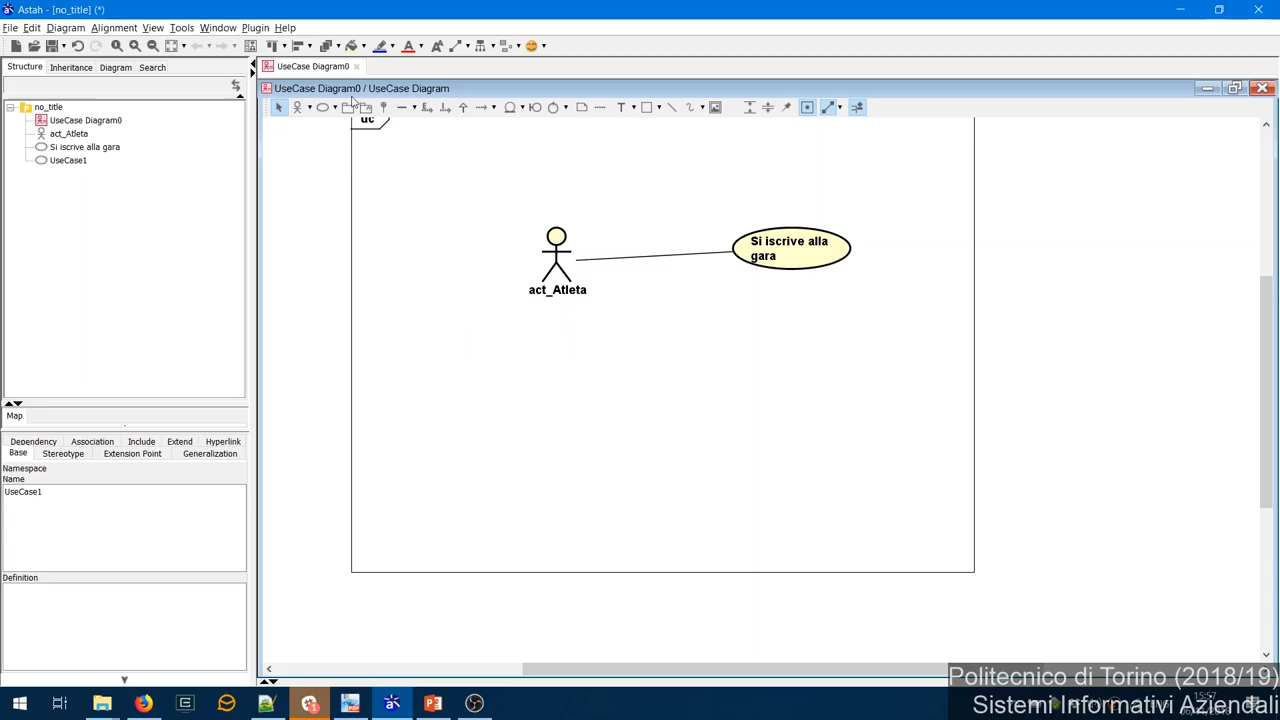 Astah - [no_title] (*)
File Edit Diagram Alignment View Tools Window Plugin Help
Structure Inheritance Diagram Search
UseCase Diagram0
UseCase Diagram0 / UseCase Diagram
no_title
UseCase Diagram0
act_Atleta
Si iscrive alla gara
UseCase1
uc
Si iscrive alla
gara
act_Atleta
Map
Dependency Association Include Extend Hyperlink
Base Stereotype Extension Point Generalization
Namespace
Name
UseCase1
Definition
Politecnico di Torino (2018/19)
15:57
Sistemi Informativi Aziendali